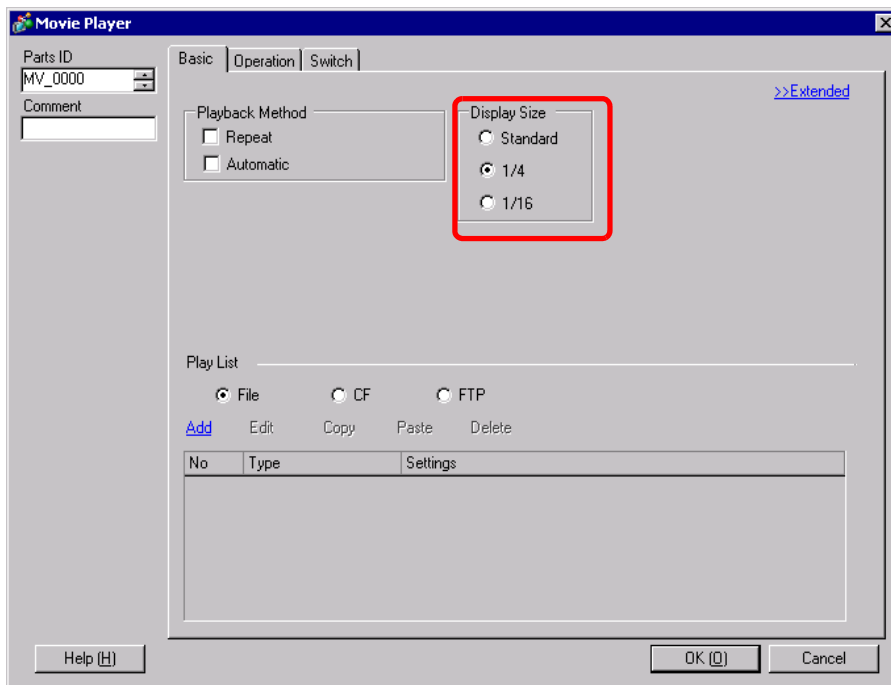 Movie Player
Parts ID
MV_0000
Comment
Basic Operation Switch
>>Extended
Playback Method
Repeat
Automatic
Display Size
Standard
1/4
1/16
Play List
File CF FTP
Add Edit Copy Paste Delete
No Type Settings
Help (H) OK (O) Cancel